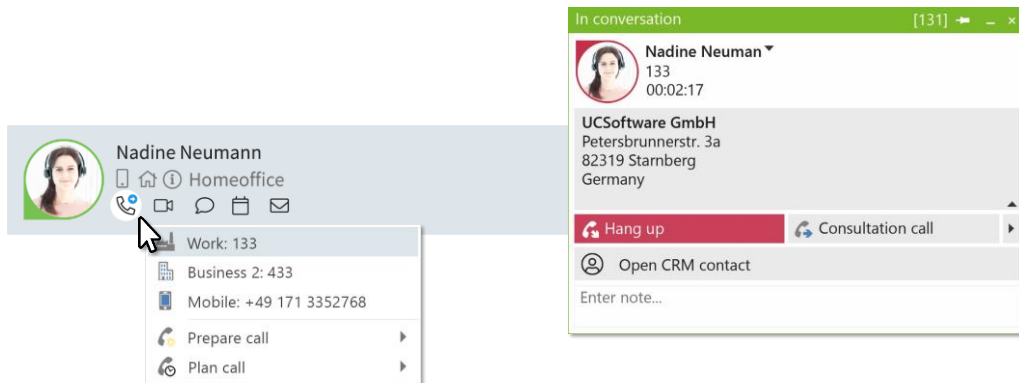 Nadine Neumann
Homeoffice
Work: 133
Business 2: 433
Mobile: +49 171 3352768
Prepare call
Plan call
In conversation [131]
Nadine Neuman
133
00:02:17
UCSoftware GmbH
Petersbrunnerstr. 3a
82319 Starnberg
Germany
Hang up Consultation call
Open CRM contact
Enter note...